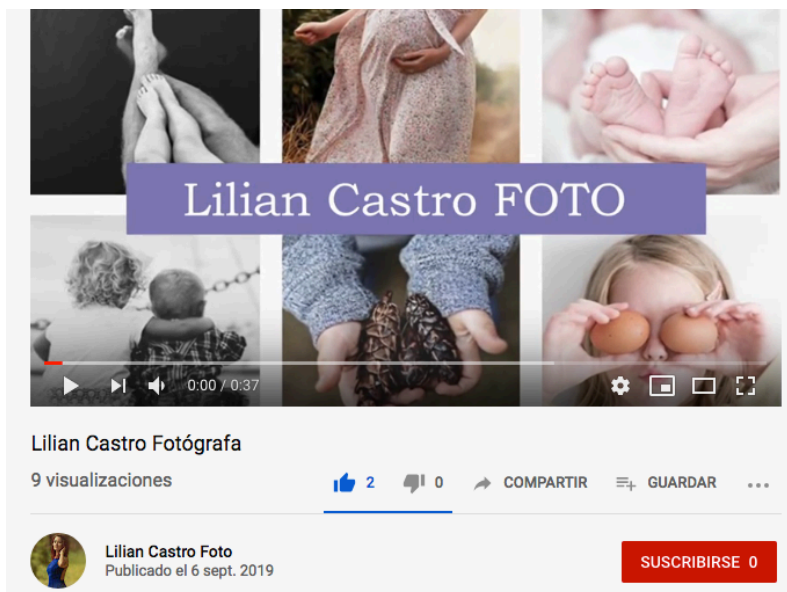 Lilian Castro FOTO
0:00 / 0:37
Lilian Castro Fotógrafa
9 visualizaciones
2
0
COMPARTIR
GUARDAR
Lilian Castro Foto
Publicado el 6 sept. 2019
SUSCRIBIRSE 0